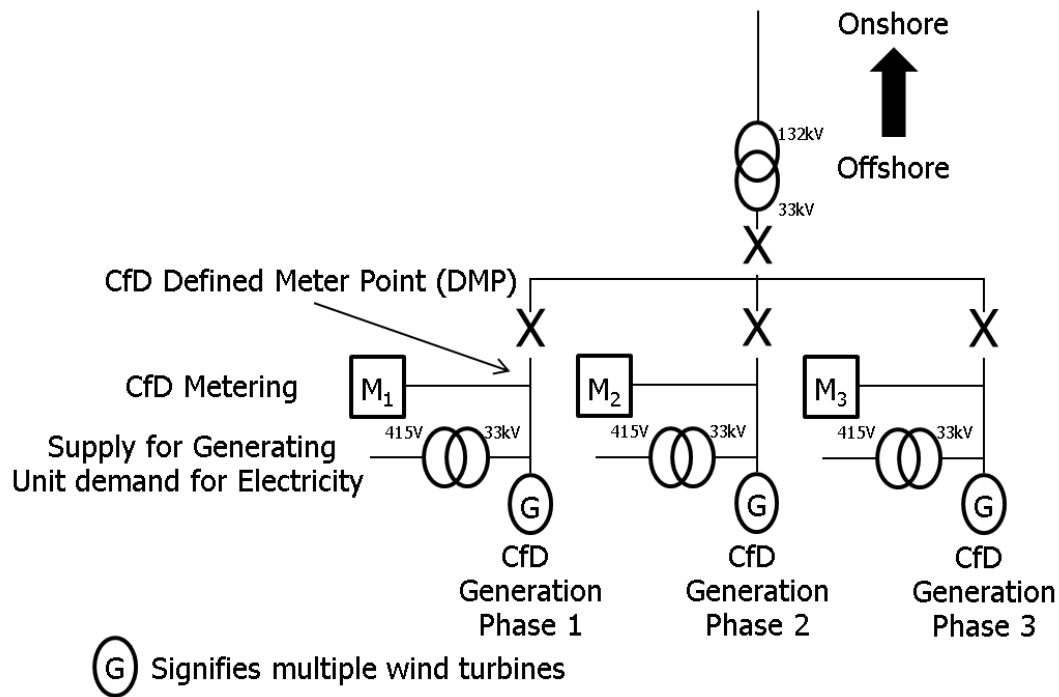 Onshore
132kV
Offshore
33kV
X
CfD Defined Meter Point (DMP)
X X X
CfD Metering M₁ M₂ M₃
415V 33kV 415V 33kV 415V 33kV
Supply for Generating
Unit demand for Electricity
G G G
CfD CfD CfD
Generation Generation Generation
Phase 1 Phase 2 Phase 3
G Signifies multiple wind turbines